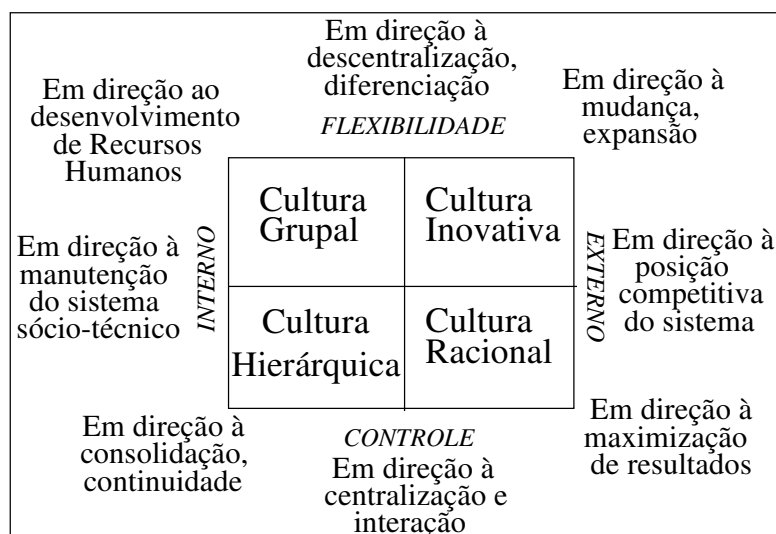 Em direção à
descentralização,
diferenciação
FLEXIBILIDADE
Em direção ao
desenvolvimento
de Recursos
Humanos
Em direção à
mudança,
expansão
Cultura
Grupal
Cultura
Inovativa
INTERNO
Em direção à
manutenção
do sistema
sócio-técnico
EXTERNO
Em direção à
posição
competitiva
do sistema
Cultura
Hierárquica
Cultura
Racional
Em direção à
consolidação,
continuidade
CONTROLE
Em direção à
centralização e
interação
Em direção à
maximização
de resultados